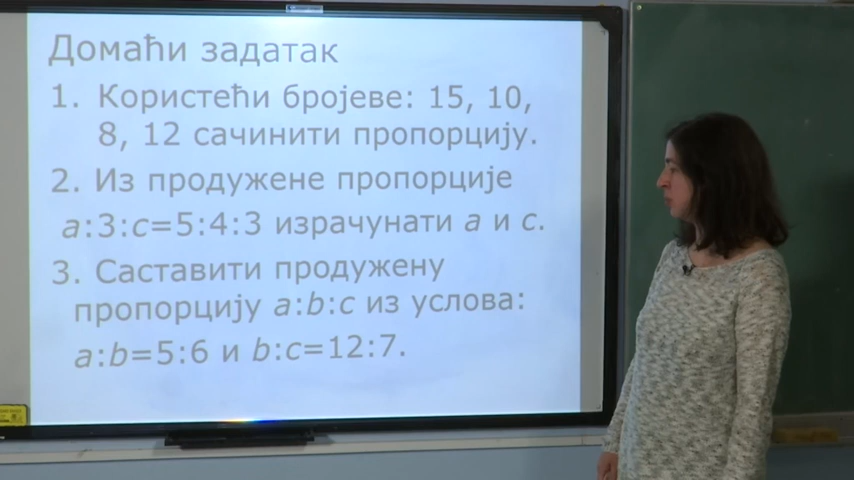 Домаћи задатак
1. Користећи бројеве: 15, 10,
8, 12 сачинити пропорцију.
2. Из продужене пропорције
a:3:c=5:4:3 израчунати a и c.
3. Саставити продужену
пропорцију a:b:c из услова:
a:b=5:6 и b:c=12:7.